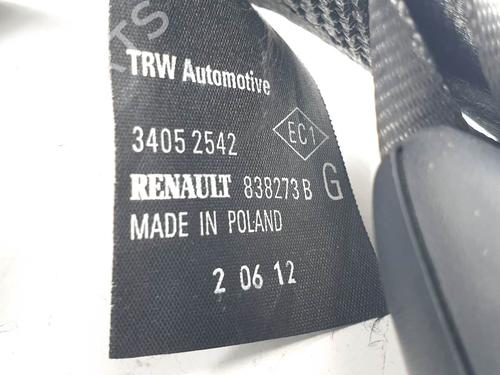 TRW Automotive
3405 2542 EC1
RENAULT 838273 B G
MADE IN POLAND
2 06 12